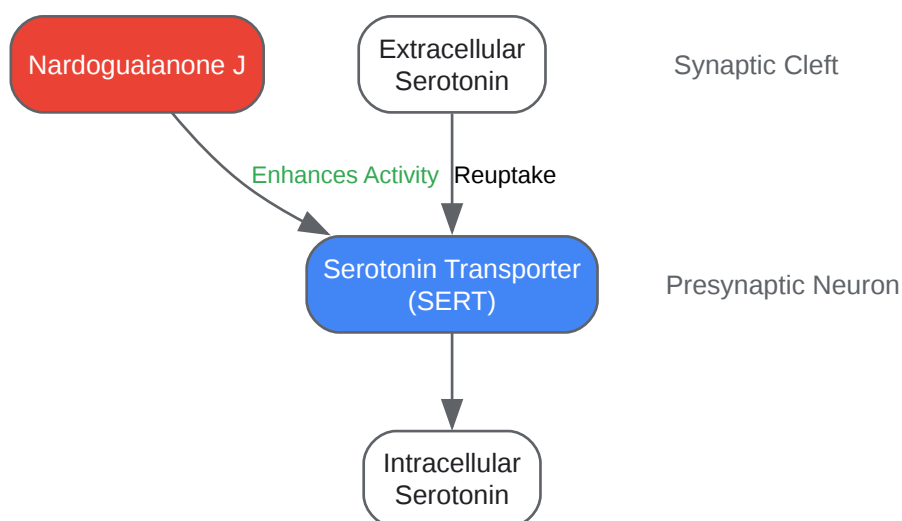 Nardoguaianone J
Extracellular
Serotonin
Synaptic Cleft
Enhances Activity
Reuptake
Serotonin Transporter
(SERT)
Presynaptic Neuron
Intracellular
Serotonin